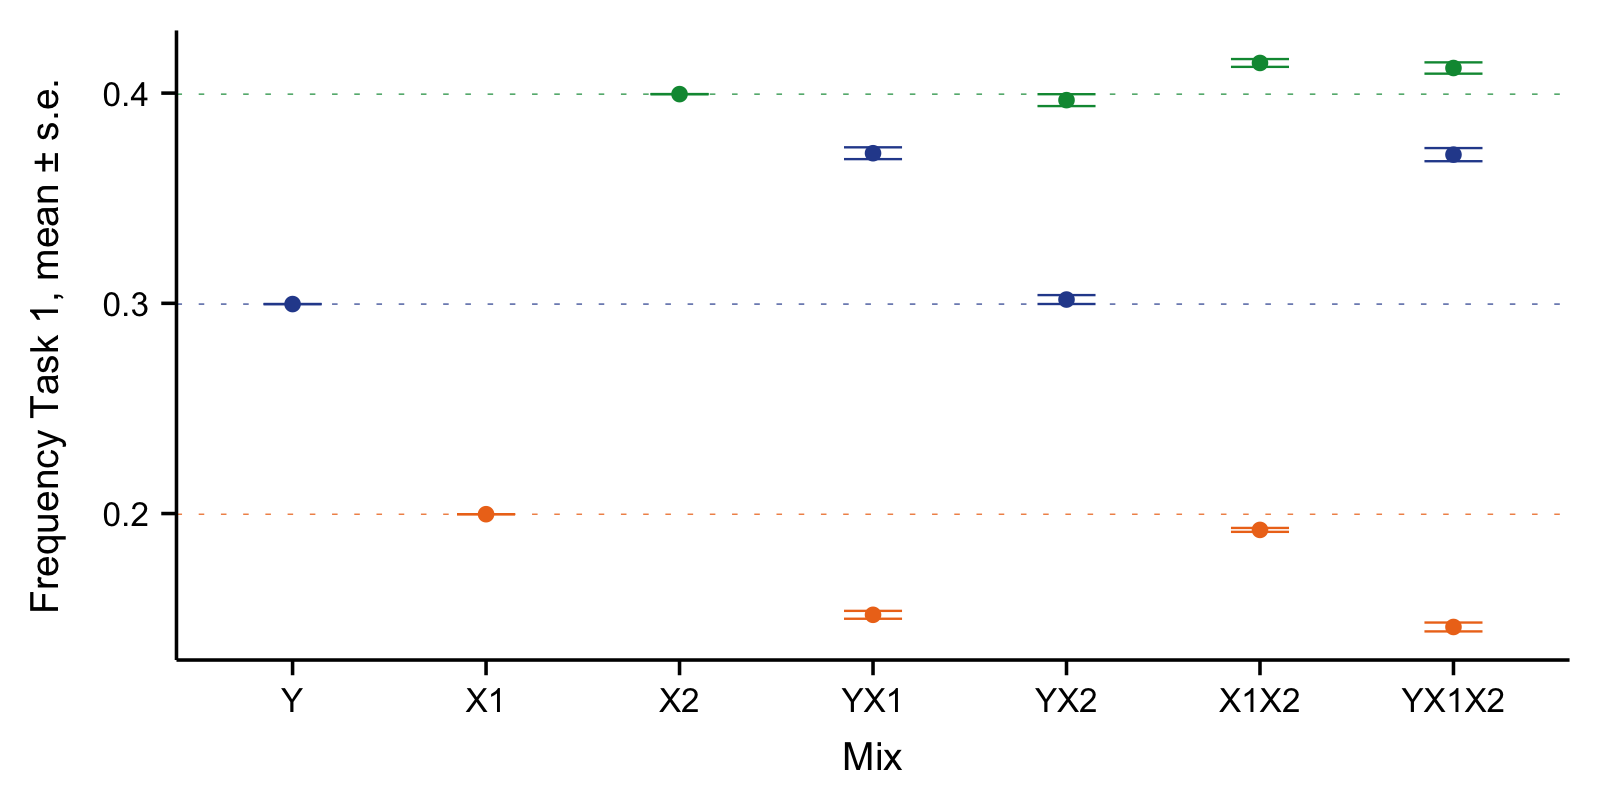 Frequency Task 1, mean ± s.e.
0.4
0.3
0.2
Y X1 X2 YX1 YX2 X1X2 YX1X2
Mix